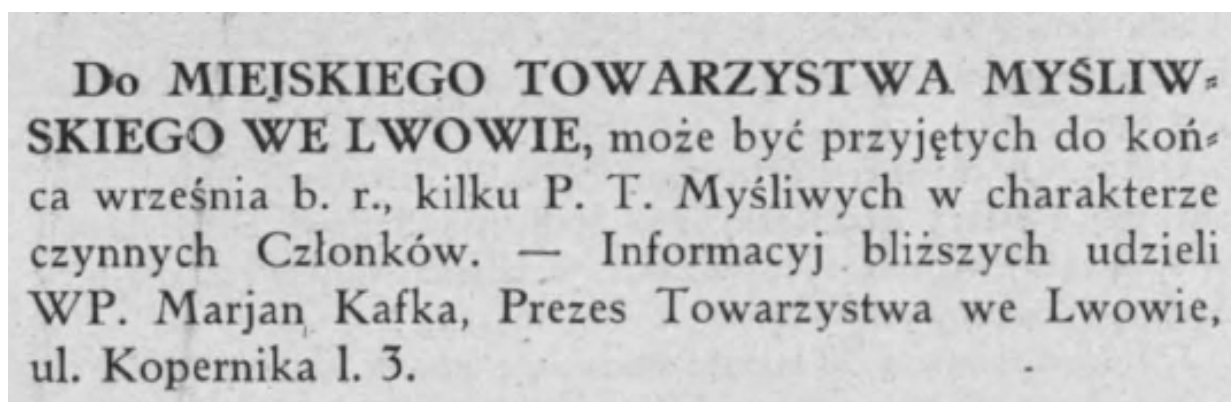 Do MIEJSKIEGO TOWARZYSTWA MYŚLIW-
SKIEGO WE LWOWIE, może być przyjętych do koń-
ca września b. r., kilku P. T. Myśliwych w charakterze
czynnych Członków. — Informacyj bliższych udzieli
WP. Marjan Kafka, Prezes Towarzystwa we Lwowie,
ul. Kopernika l. 3.